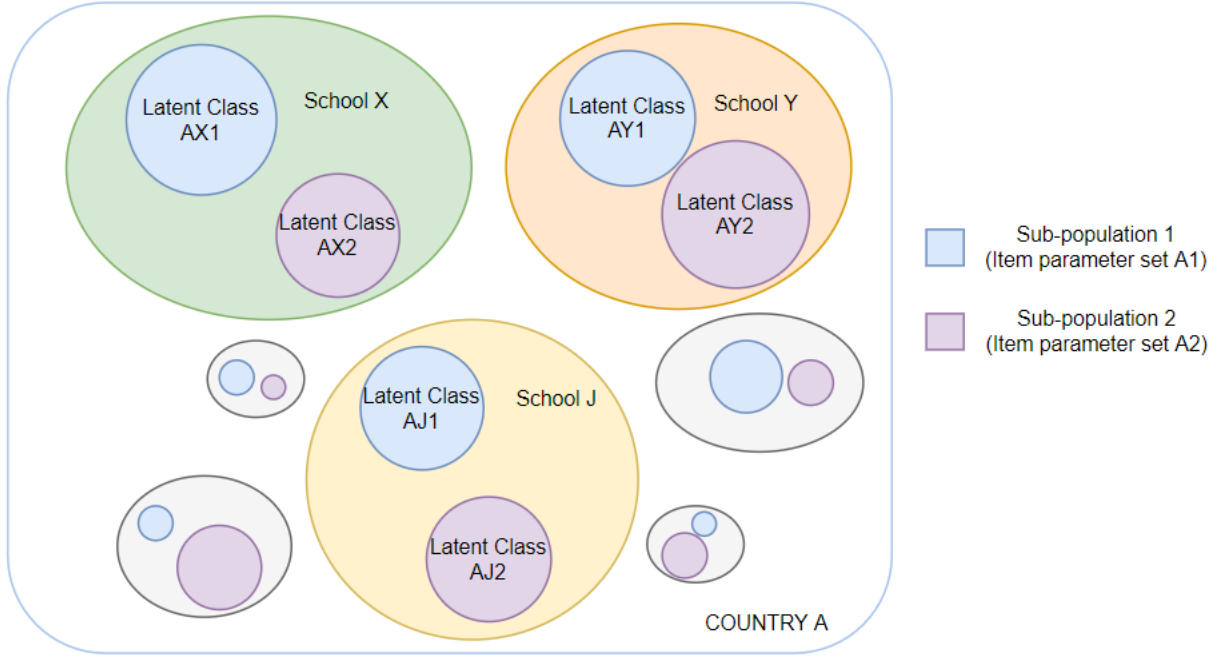 Latent Class
AX1
School X
Latent Class
AX2
Latent Class
AY1
School Y
Latent Class
AY2
Sub-population 1
(Item parameter set A1)
Sub-population 2
(Item parameter set A2)
Latent Class
AJ1
School J
Latent Class
AJ2
COUNTRY A